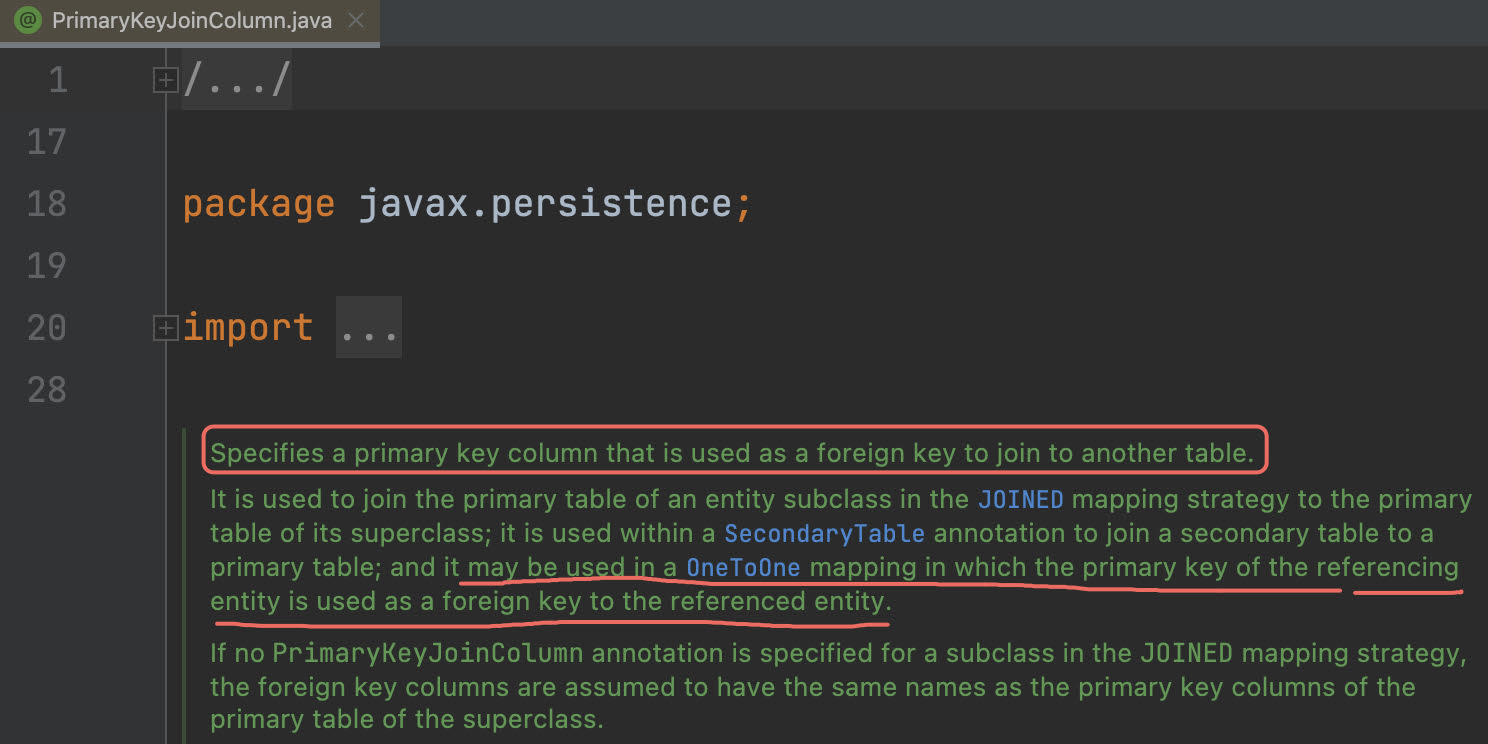 @ PrimaryKeyJoinColumn.java
1 /.../
17
18 package javax.persistence;
19
20 import ...
28
Specifies a primary key column that is used as a foreign key to join to another table.
It is used to join the primary table of an entity subclass in the JOINED mapping strategy to the primary
table of its superclass; it is used within a SecondaryTable annotation to join a secondary table to a
primary table; and it may be used in a OneToOne mapping in which the primary key of the referencing
entity is used as a foreign key to the referenced entity.
If no PrimaryKeyJoinColumn annotation is specified for a subclass in the JOINED mapping strategy,
the foreign key columns are assumed to have the same names as the primary key columns of the
primary table of the superclass.